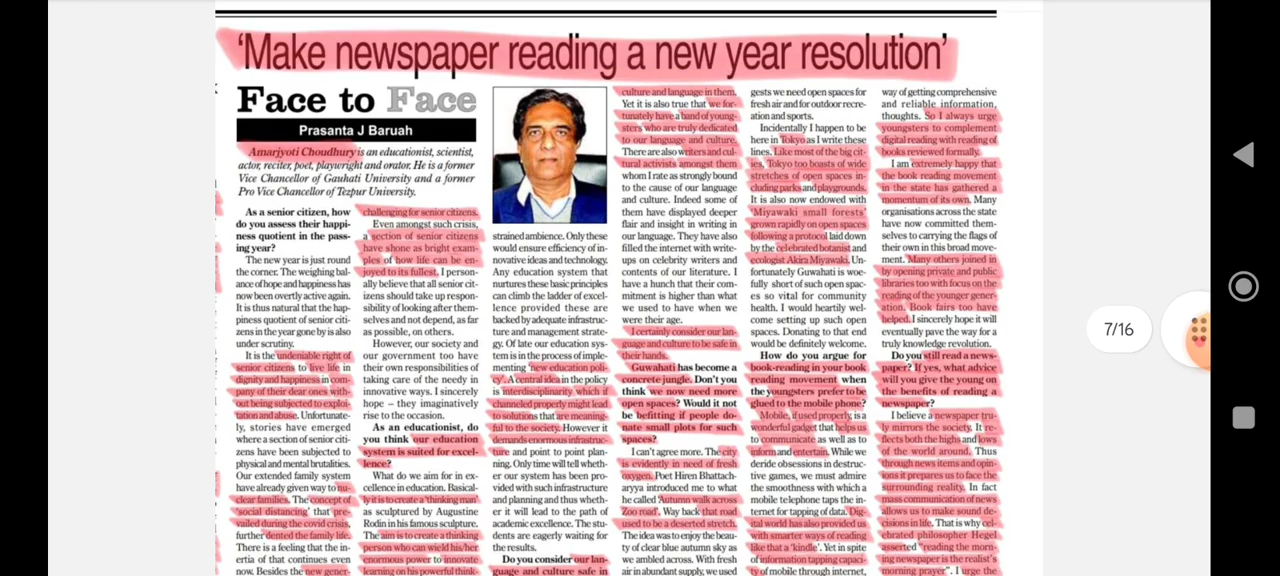 ‘Make newspaper reading a new year resolution’
Face to Face
Prasanta J Baruah
Amarjyoti Choudhury is an educationist, scientist,
actor, reciter, poet, playwright and orator. He is a former
Vice Chancellor of Gauhati University and a former
Pro Vice Chancellor of Tezpur University.
As a senior citizen, how
do you assess their happi-
ness quotient in the pass-
ing year?
The new year is just round
the corner. The weighing bal-
ance of hope and happiness has
now been overtly active again.
It is thus natural that the hap-
piness quotient of senior citi-
zens in the year gone by is also
under scrutiny.
It is the undeniable right of
senior citizens to live life in
dignity and happiness in com-
pany of their dear ones with-
out being subjected to exploi-
tation and abuse. Unfortunate-
ly, stories have emerged
where a section of senior citi-
zens have been subjected to
physical and mental brutalities.
Our extended family system
have already given way to nu-
clear families. The concept of
‘social distancing’ that pre-
vailed during the covid crisis,
further dented the family life.
There is a feeling that the in-
ertia of that continues even
now. Besides the new gener-
challenging for senior citizens.
Even amongst such crisis,
a section of senior citizens
have shone as bright exam-
ples of how life can be en-
joyed to its fullest. I person-
ally believe that all senior cit-
izens should take up respon-
sibility of looking after them-
selves and not depend, as far
as possible, on others.
However, our society and
our government too have
their own responsibilities of
taking care of the needy in
innovative ways. I sincerely
hope – they imaginatively
rise to the occasion.
As an educationist, do
you think our education
system is suited for excel-
lence?
What do we aim for in ex-
cellence in education. Basical-
ly it is to create a ‘thinking man’
as sculptured by Augustine
Rodin in his famous sculpture.
The aim is to create a thinking
person who can wield his/her
enormous power to innovate
learning on his powerful think-
strained ambience. Only these
would ensure efficiency of in-
novative ideas and technology.
Any education system that
nurtures these basic principles
can climb the ladder of excel-
lence provided these are
backed by adequate infrastruc-
ture and management strate-
gy. Of late our education sys-
tem is in the process of imple-
menting ‘new education poli-
cy’. A central idea in the policy
is interdisciplinarity which if
channeled properly might lead
to solutions that are meaning-
ful to the society. However it
demands enormous infrastruc-
ture and point to point plan-
ning. Only time will tell wheth-
er our system has been pro-
vided with such infrastructure
and planning and thus wheth-
er it will lead to the path of
academic excellence. The stu-
dents are eagerly waiting for
the results.
Do you consider our lan-
guage and culture safe in
culture and language in them.
Yet it is also true that we for-
tunately have a band of young-
sters who are truly dedicated
to our language and culture.
There are also writers and cul-
tural activists amongst them
whom I rate as strongly bound
to the cause of our language
and culture. Indeed some of
them have displayed deeper
flair and insight in writing in
our language. They have also
filled the internet with write-
ups on celebrity writers and
contents of our literature. I
have a hunch that their com-
mitment is higher than what
we used to have when we
were their age.
I certainly consider our lan-
guage and culture to be safe in
their hands.
Guwahati has become a
concrete jungle. Don’t you
think we now need more
open spaces? Would it not
be befitting if people do-
nate small plots for such
spaces?
I can’t agree more. The city
is evidently in need of fresh
oxygen. Poet Hiren Bhattach-
aryya introduced me to what
he called ‘Autumn walk across
Zoo road’. Way back that road
used to be a deserted stretch.
The idea was to enjoy the beau-
ty of clear blue autumn sky as
we ambled across. With fresh
air in abundant supply, we used
gests we need open spaces for
fresh air and for outdoor recre-
ation and sports.
Incidentally I happen to be
here in Tokyo as I write these
lines. Like most of the big cit-
ies, Tokyo too boasts of wide
stretches of open spaces in-
cluding parks and playgrounds.
It is also now endowed with
‘Miyawaki small forests’
grown rapidly on open spaces
following a protocol laid down
by the celebrated botanist and
ecologist Akira Miyawaki. Un-
fortunately Guwahati is woe-
fully short of such open spac-
es so vital for community
health. I would heartily wel-
come setting up such open
spaces. Donating to that end
would be definitely welcome.
How do you argue for
book-reading in your book
reading movement when
the youngsters prefer to be
glued to the mobile phone?
Mobile, if used properly, is a
wonderful gadget that helps us
to communicate as well as to
inform and entertain. While we
deride obsessions in destruc-
tive games, we must admire
the smoothness with which a
mobile telephone taps the in-
ternet for tapping of data. Dig-
ital world has also provided us
with smarter ways of reading
like that a ‘kindle’. Yet in spite
of information tapping capaci-
ty of mobile through internet,
way of getting comprehensive
and reliable information,
thoughts. So I always urge
youngsters to complement
digital reading with reading of
books reviewed formally.
I am extremely happy that
the book reading movement
in the state has gathered a
momentum of its own. Many
organisations across the state
have now committed them-
selves to carrying the flags of
their own in this broad move-
ment. Many others joined in
by opening private and public
libraries too with focus on the
reading of the younger gener-
ation. Book fairs too have
helped. I sincerely hope it will
eventually pave the way for a
truly knowledge revolution.
Do you still read a news-
paper? If yes, what advice
will you give the young on
the benefits of reading a
newspaper?
I believe a newspaper tru-
ly mirrors the society. It re-
flects both the highs and lows
of the world around. Thus
through news items and opin-
ions it prepares us to face the
surrounding reality. In fact
mass communication of news
allows us to make sound de-
cisions in life. That is why cel-
ebrated philosopher Hegel
asserted “reading the morn-
ing newspaper is the realist’s
morning prayer”. I urge the
7/16